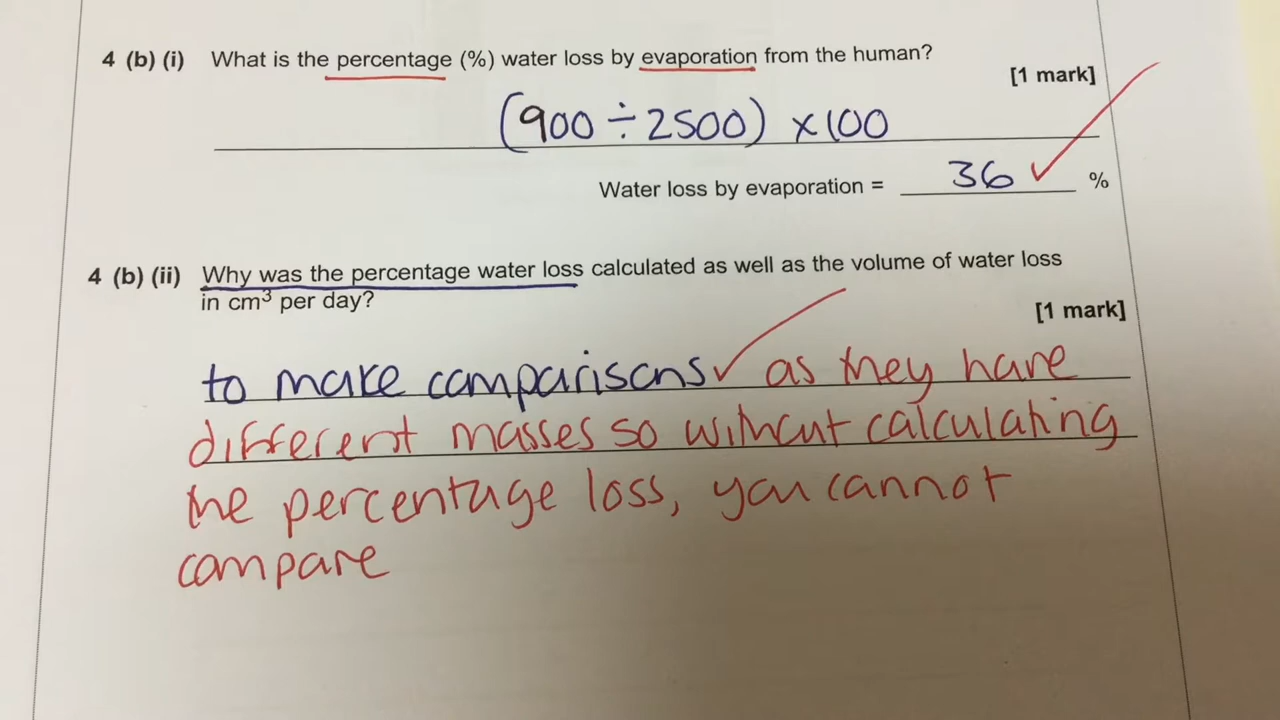 4 (b) (i) What is the percentage (%) water loss by evaporation from the human?
[1 mark]
(900 ÷ 2500) × 100
Water loss by evaporation = 36 ✓ %
4 (b) (ii) Why was the percentage water loss calculated as well as the volume of water loss
in cm³ per day?
[1 mark]
to make comparisons ✓ as they have
different masses so without calculating
the percentage loss, you cannot
compare